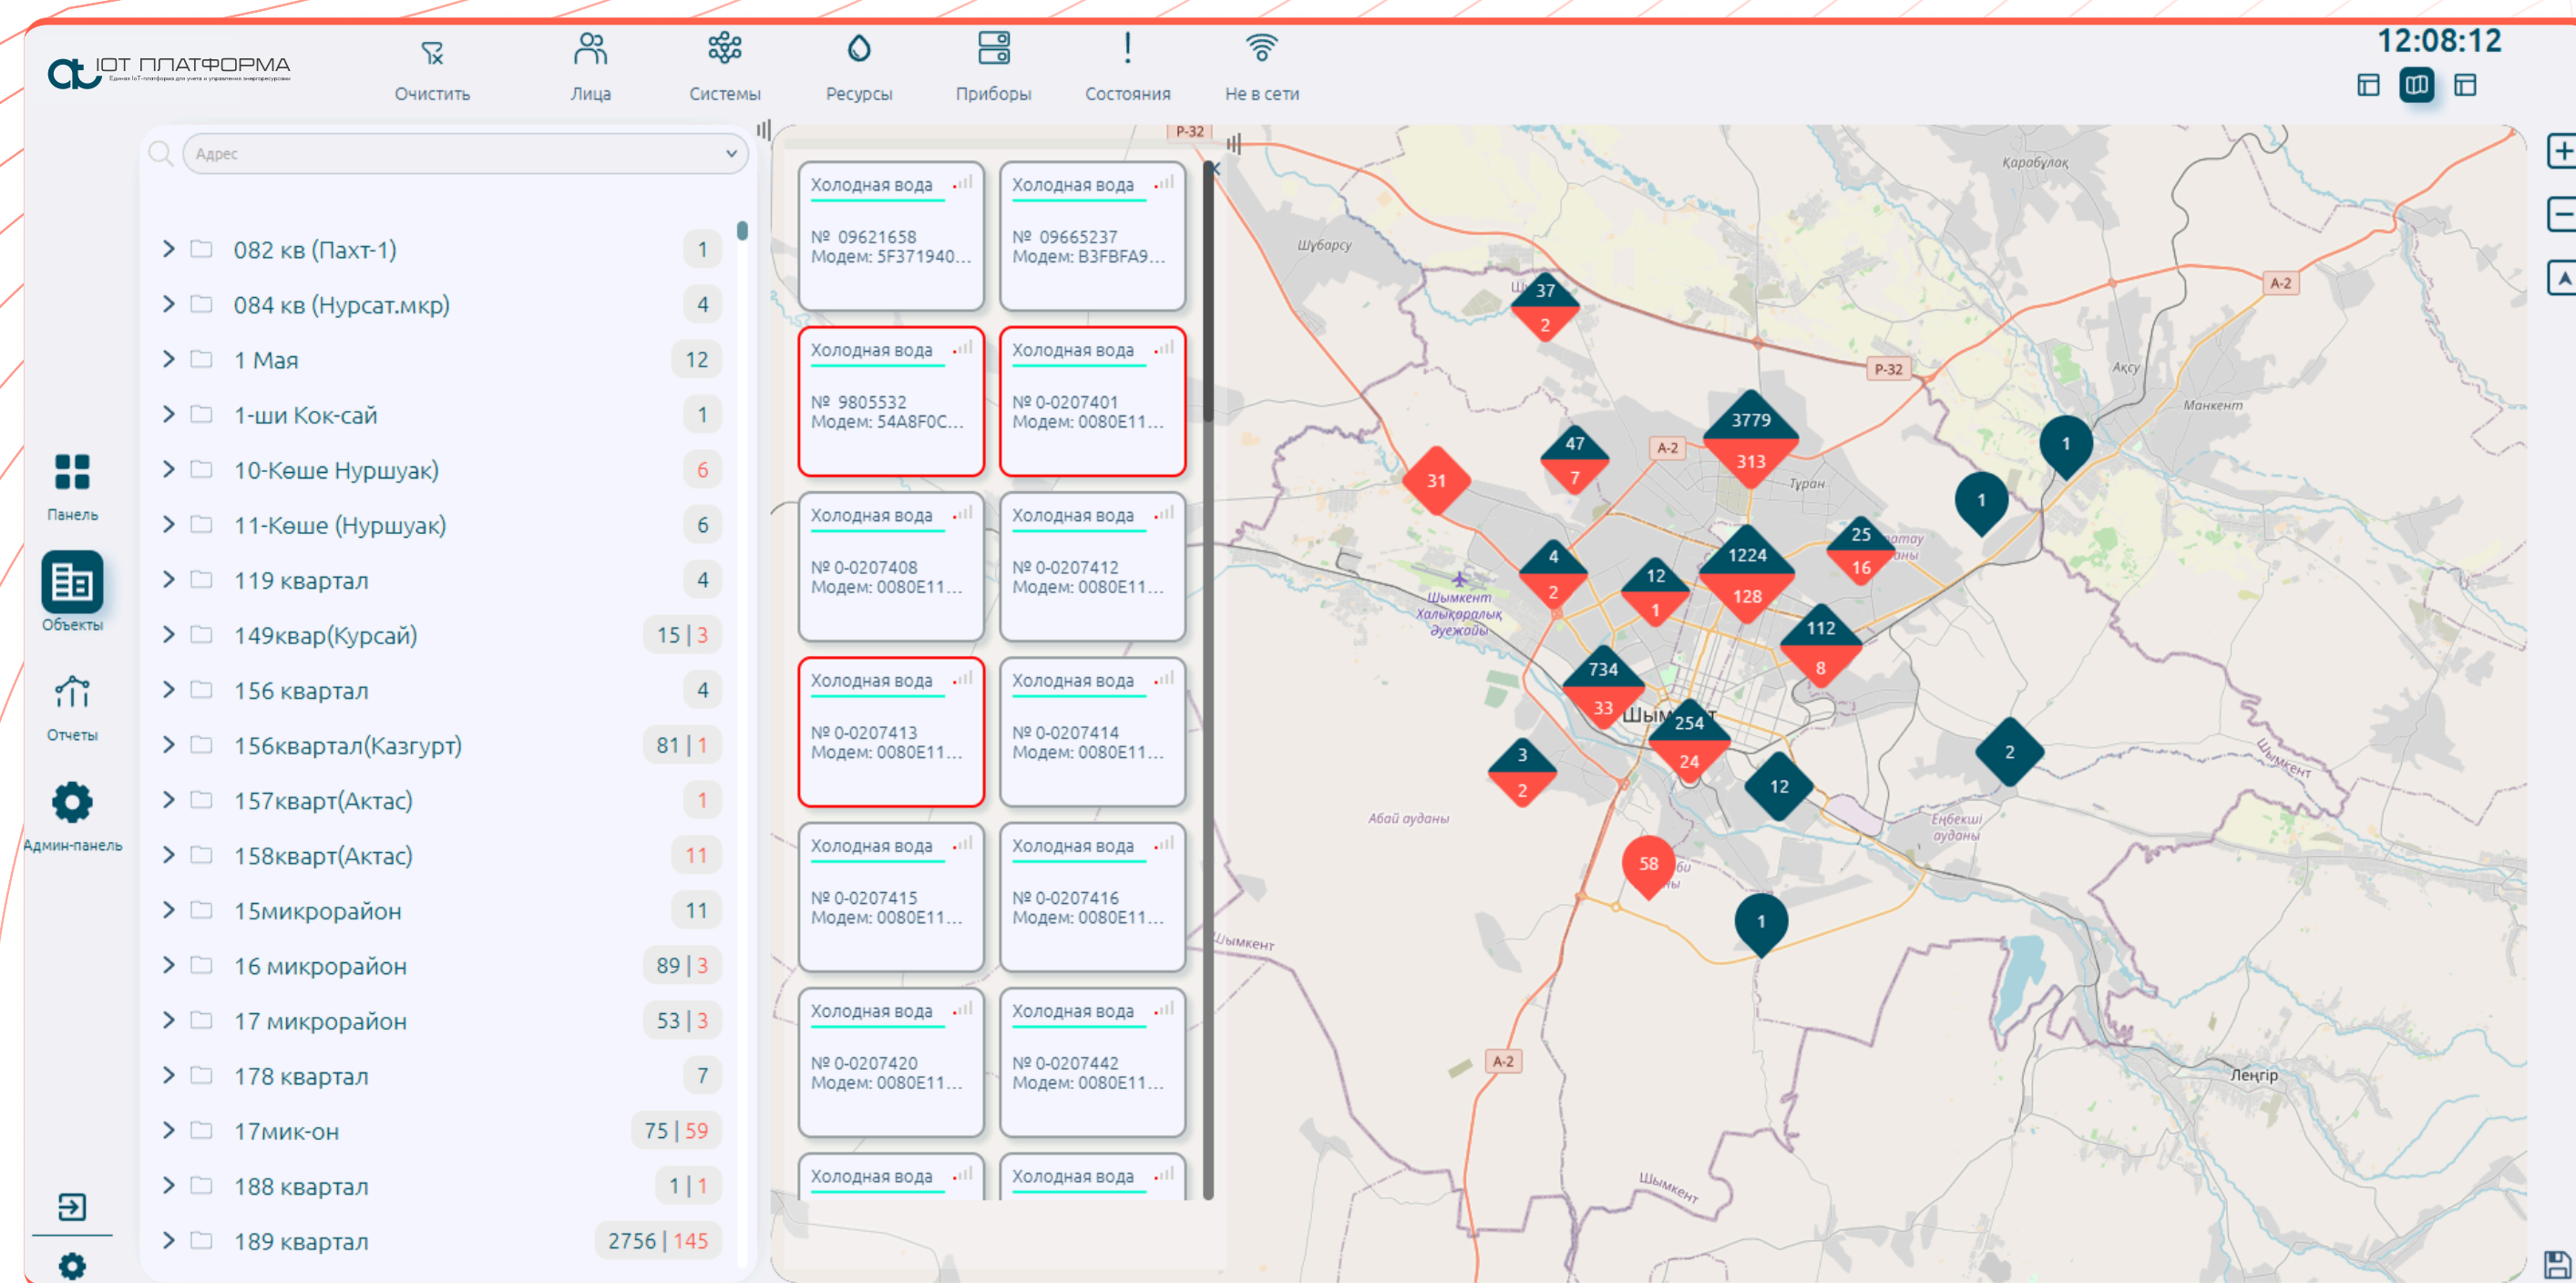 12:08:12
IOT ПЛАТФОРМА
Единая IoT-платформа для учета и управления энергоресурсами
Очистить
Лица
Системы
Ресурсы
Приборы
Состояния
Не в сети
Панель
Объекты
Отчеты
Админ-панель
Адрес
082 кв (Пахт-1) 1
084 кв (Нурсат.мкр) 4
1 Мая 12
1-ши Кок-сай 1
10-Көше Нуршуак) 6
11-Көше (Нуршуак) 6
119 квартал 4
149квар(Курсай) 15 | 3
156 квартал 4
156квартал(Казгурт) 81 | 1
157кварт(Актас) 1
158кварт(Актас) 11
15микрорайон 11
16 микрорайон 89 | 3
17 микрорайон 53 | 3
178 квартал 7
17мик-он 75 | 59
188 квартал 1 | 1
189 квартал 2756 | 145
Холодная вода
№ 09621658
Модем: 5F371940...
Холодная вода
№ 09665237
Модем: B3FBFA9...
Холодная вода
№ 9805532
Модем: 54A8F0C...
Холодная вода
№ 0-0207401
Модем: 0080E11...
Холодная вода
№ 0-0207408
Модем: 0080E11...
Холодная вода
№ 0-0207412
Модем: 0080E11...
Холодная вода
№ 0-0207413
Модем: 0080E11...
Холодная вода
№ 0-0207414
Модем: 0080E11...
Холодная вода
№ 0-0207415
Модем: 0080E11...
Холодная вода
№ 0-0207416
Модем: 0080E11...
Холодная вода
№ 0-0207420
Модем: 0080E11...
Холодная вода
№ 0-0207442
Модем: 0080E11...
Холодная вода
Холодная вода
P-32
Қарабұлақ
Шұбарсу
A-2
37
2
P-32
Ақсу
Манкент
3779
313
47
7
A-2
1
31
Тұран
1
4
2
12
1
1224
128
25
16
Шымкент
Халықаралық
әуежайы
112
8
734
33
254
24
3
2
12
2
Шымкент
Абай ауданы
Еңбекші
ауданы
58
1
Шымкент
A-2
Леңгір
Шымкент